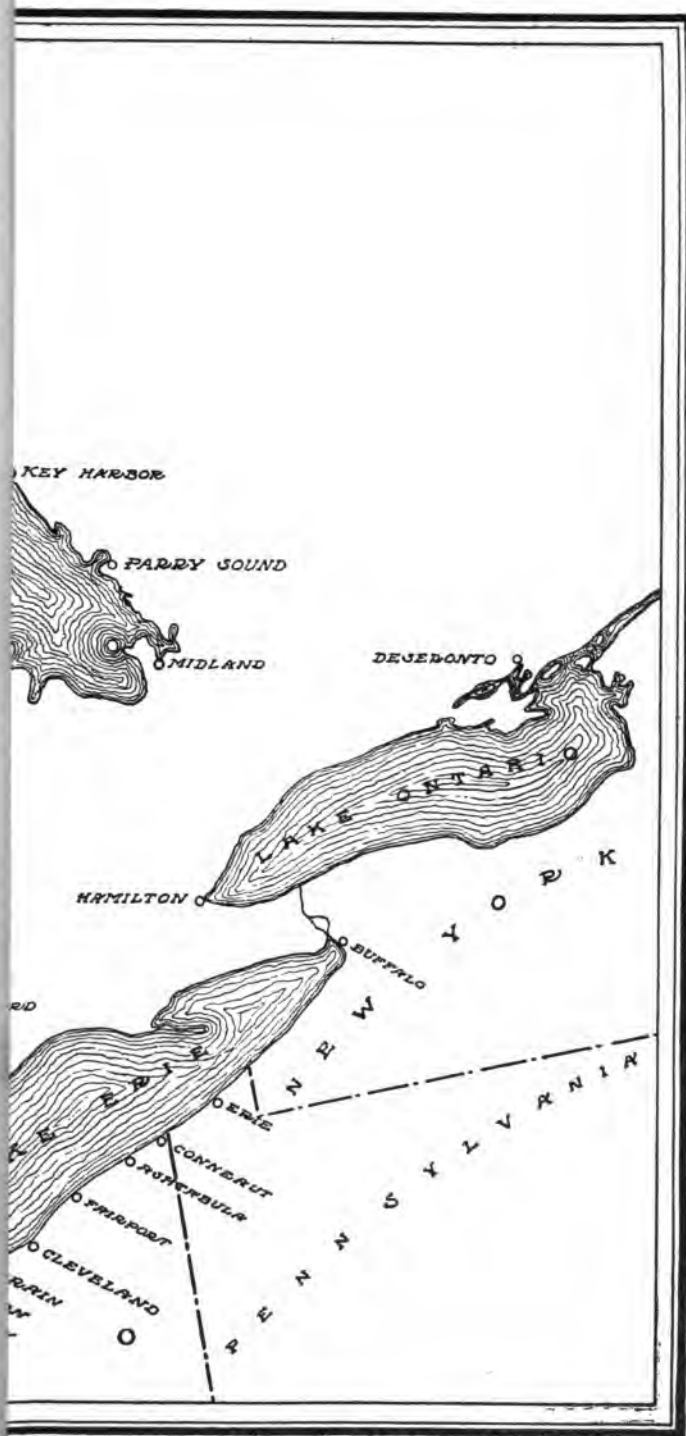 KEY HARBOR
PARRY SOUND
MIDLAND
DESERONTO
LAKE ONTARIO
HAMILTON
BUFFALO
NEW YORK
LAKE ERIE
ERIE
CONNEAUT
ASHTABULA
FAIRPORT
CLEVELAND
PENNSYLVANIA
O